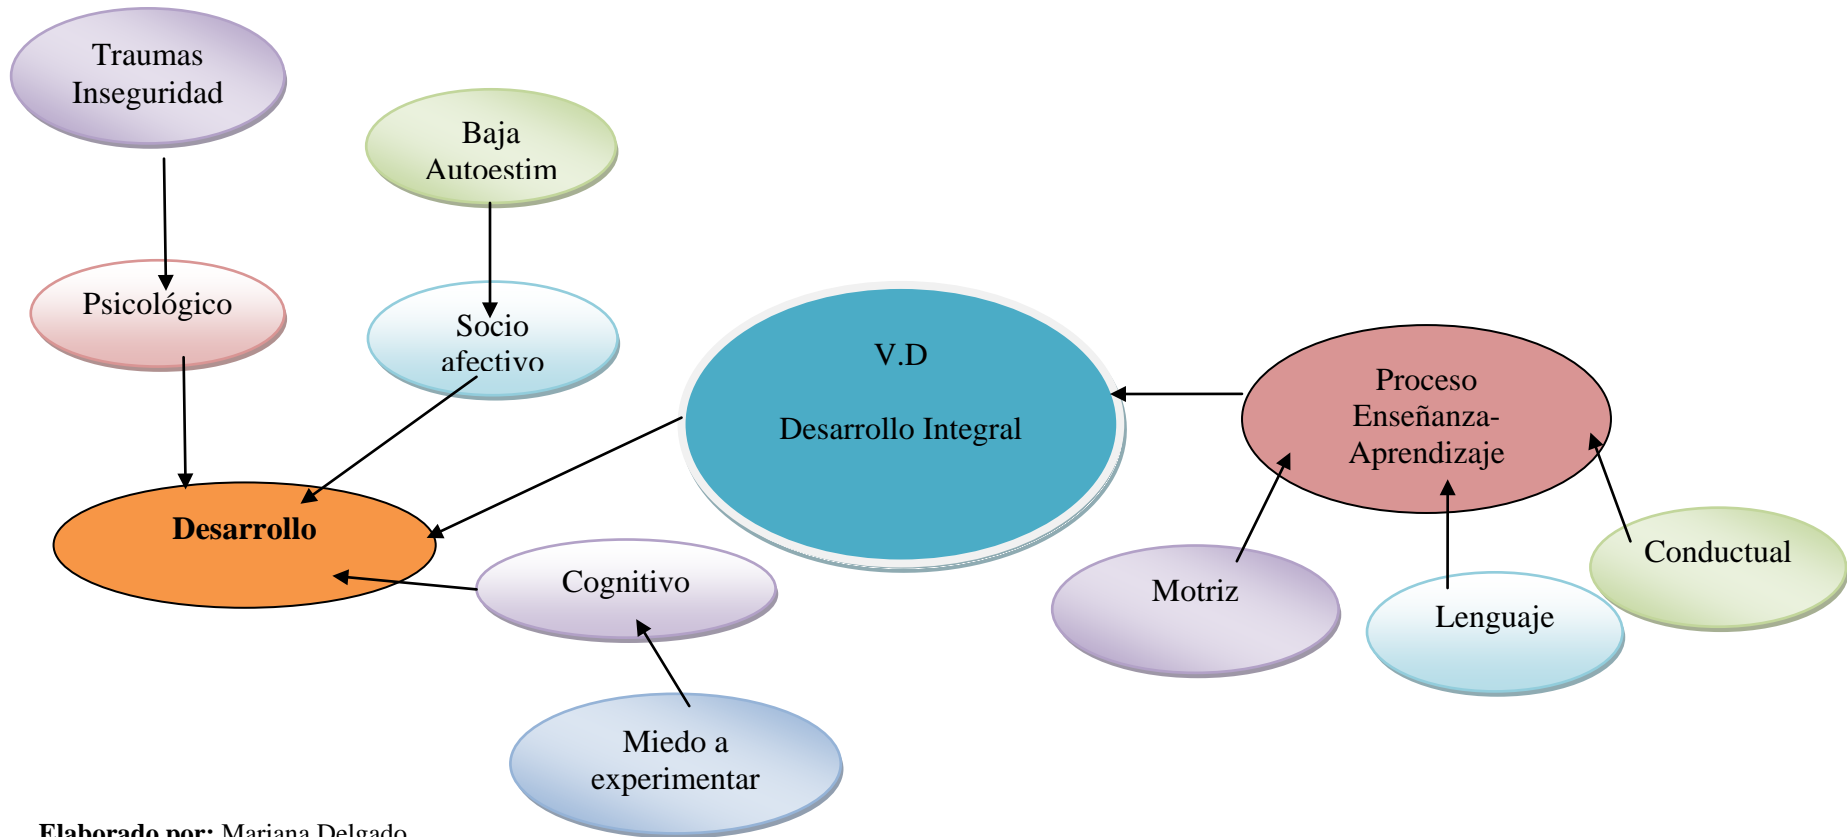 Traumas
Inseguridad
Baja
Autoestim
Psicológico
Socio
afectivo
V.D
Desarrollo Integral
Proceso
Enseñanza-
Aprendizaje
Desarrollo
Cognitivo
Motriz
Lenguaje
Conductual
Miedo a
experimentar
Elaborado por: Mariana Delgado